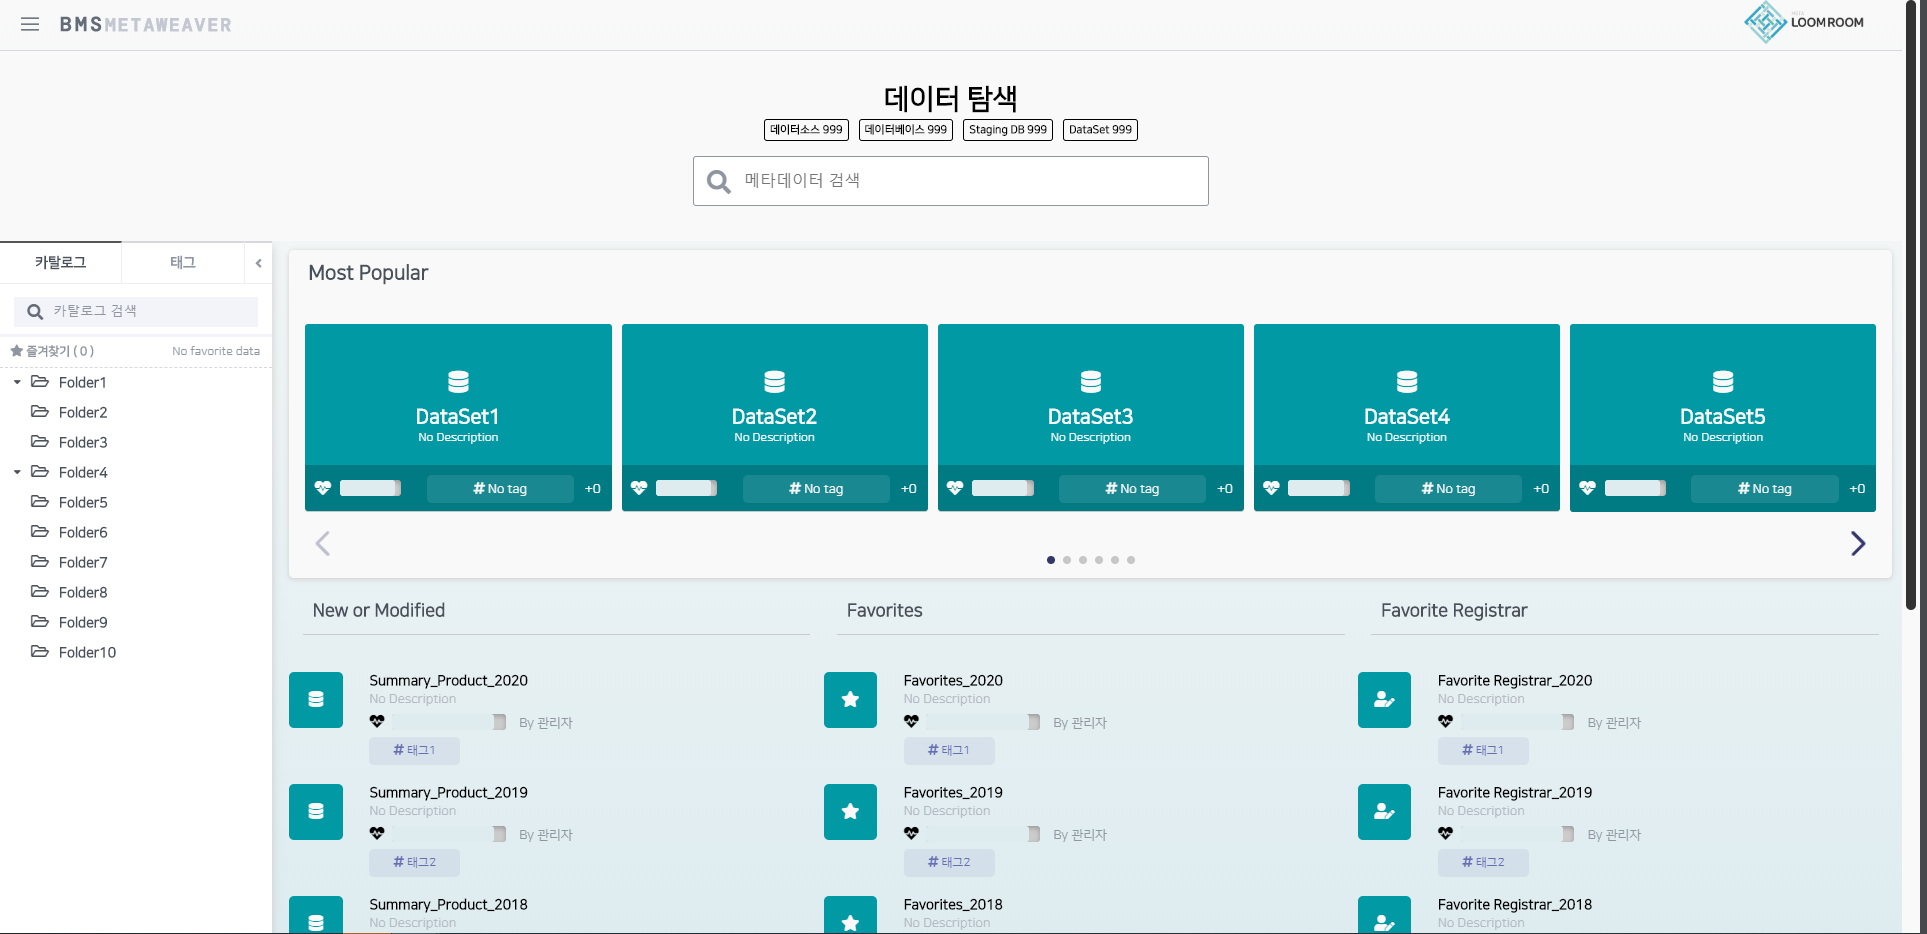 BMSMETAWEAVER
LOOMROOM
데이터 탐색
데이터소스 999 데이터베이스 999 Staging DB 999 DataSet 999
메타데이터 검색
카탈로그 태그
카탈로그 검색
즐겨찾기 ( 0 ) No favorite data
Folder1
Folder2
Folder3
Folder4
Folder5
Folder6
Folder7
Folder8
Folder9
Folder10
Most Popular
DataSet1
No Description
# No tag +0
DataSet2
No Description
# No tag +0
DataSet3
No Description
# No tag +0
DataSet4
No Description
# No tag +0
DataSet5
No Description
# No tag +0
New or Modified
Summary_Product_2020
No Description
By 관리자
# 태그1
Summary_Product_2019
No Description
By 관리자
# 태그2
Summary_Product_2018
No Description
Favorites
Favorites_2020
No Description
By 관리자
# 태그1
Favorites_2019
No Description
By 관리자
# 태그2
Favorites_2018
No Description
Favorite Registrar
Favorite Registrar_2020
No Description
By 관리자
# 태그1
Favorite Registrar_2019
No Description
By 관리자
# 태그2
Favorite Registrar_2018
No Description